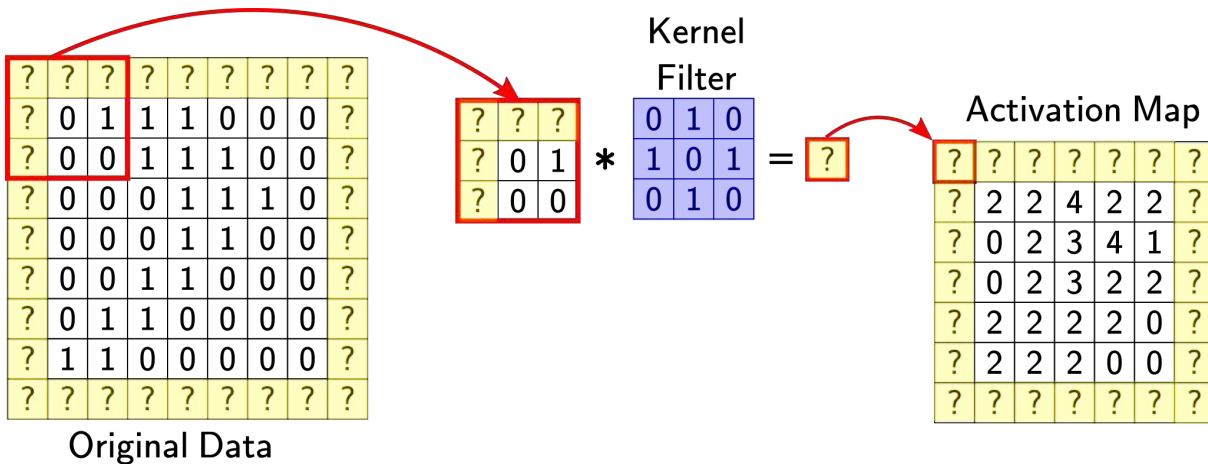 Kernel
Filter
Activation Map
? ? ? ? ? ? ? ? ?
? 0 1 1 1 0 0 0 ?
? 0 0 1 1 1 0 0 ?
? 0 0 0 1 1 1 0 ?
? 0 0 0 1 1 0 0 ?
? 0 0 1 1 0 0 0 ?
? 0 1 1 0 0 0 0 ?
? 1 1 0 0 0 0 0 ?
? ? ? ? ? ? ? ? ?
Original Data
? ? ?
? 0 1
? 0 0
*
0 1 0
1 0 1
0 1 0
=
?
? ? ? ? ? ? ?
? 2 2 4 2 2 ?
? 0 2 3 4 1 ?
? 0 2 3 2 2 ?
? 2 2 2 2 0 ?
? 2 2 2 0 0 ?
? ? ? ? ? ? ?